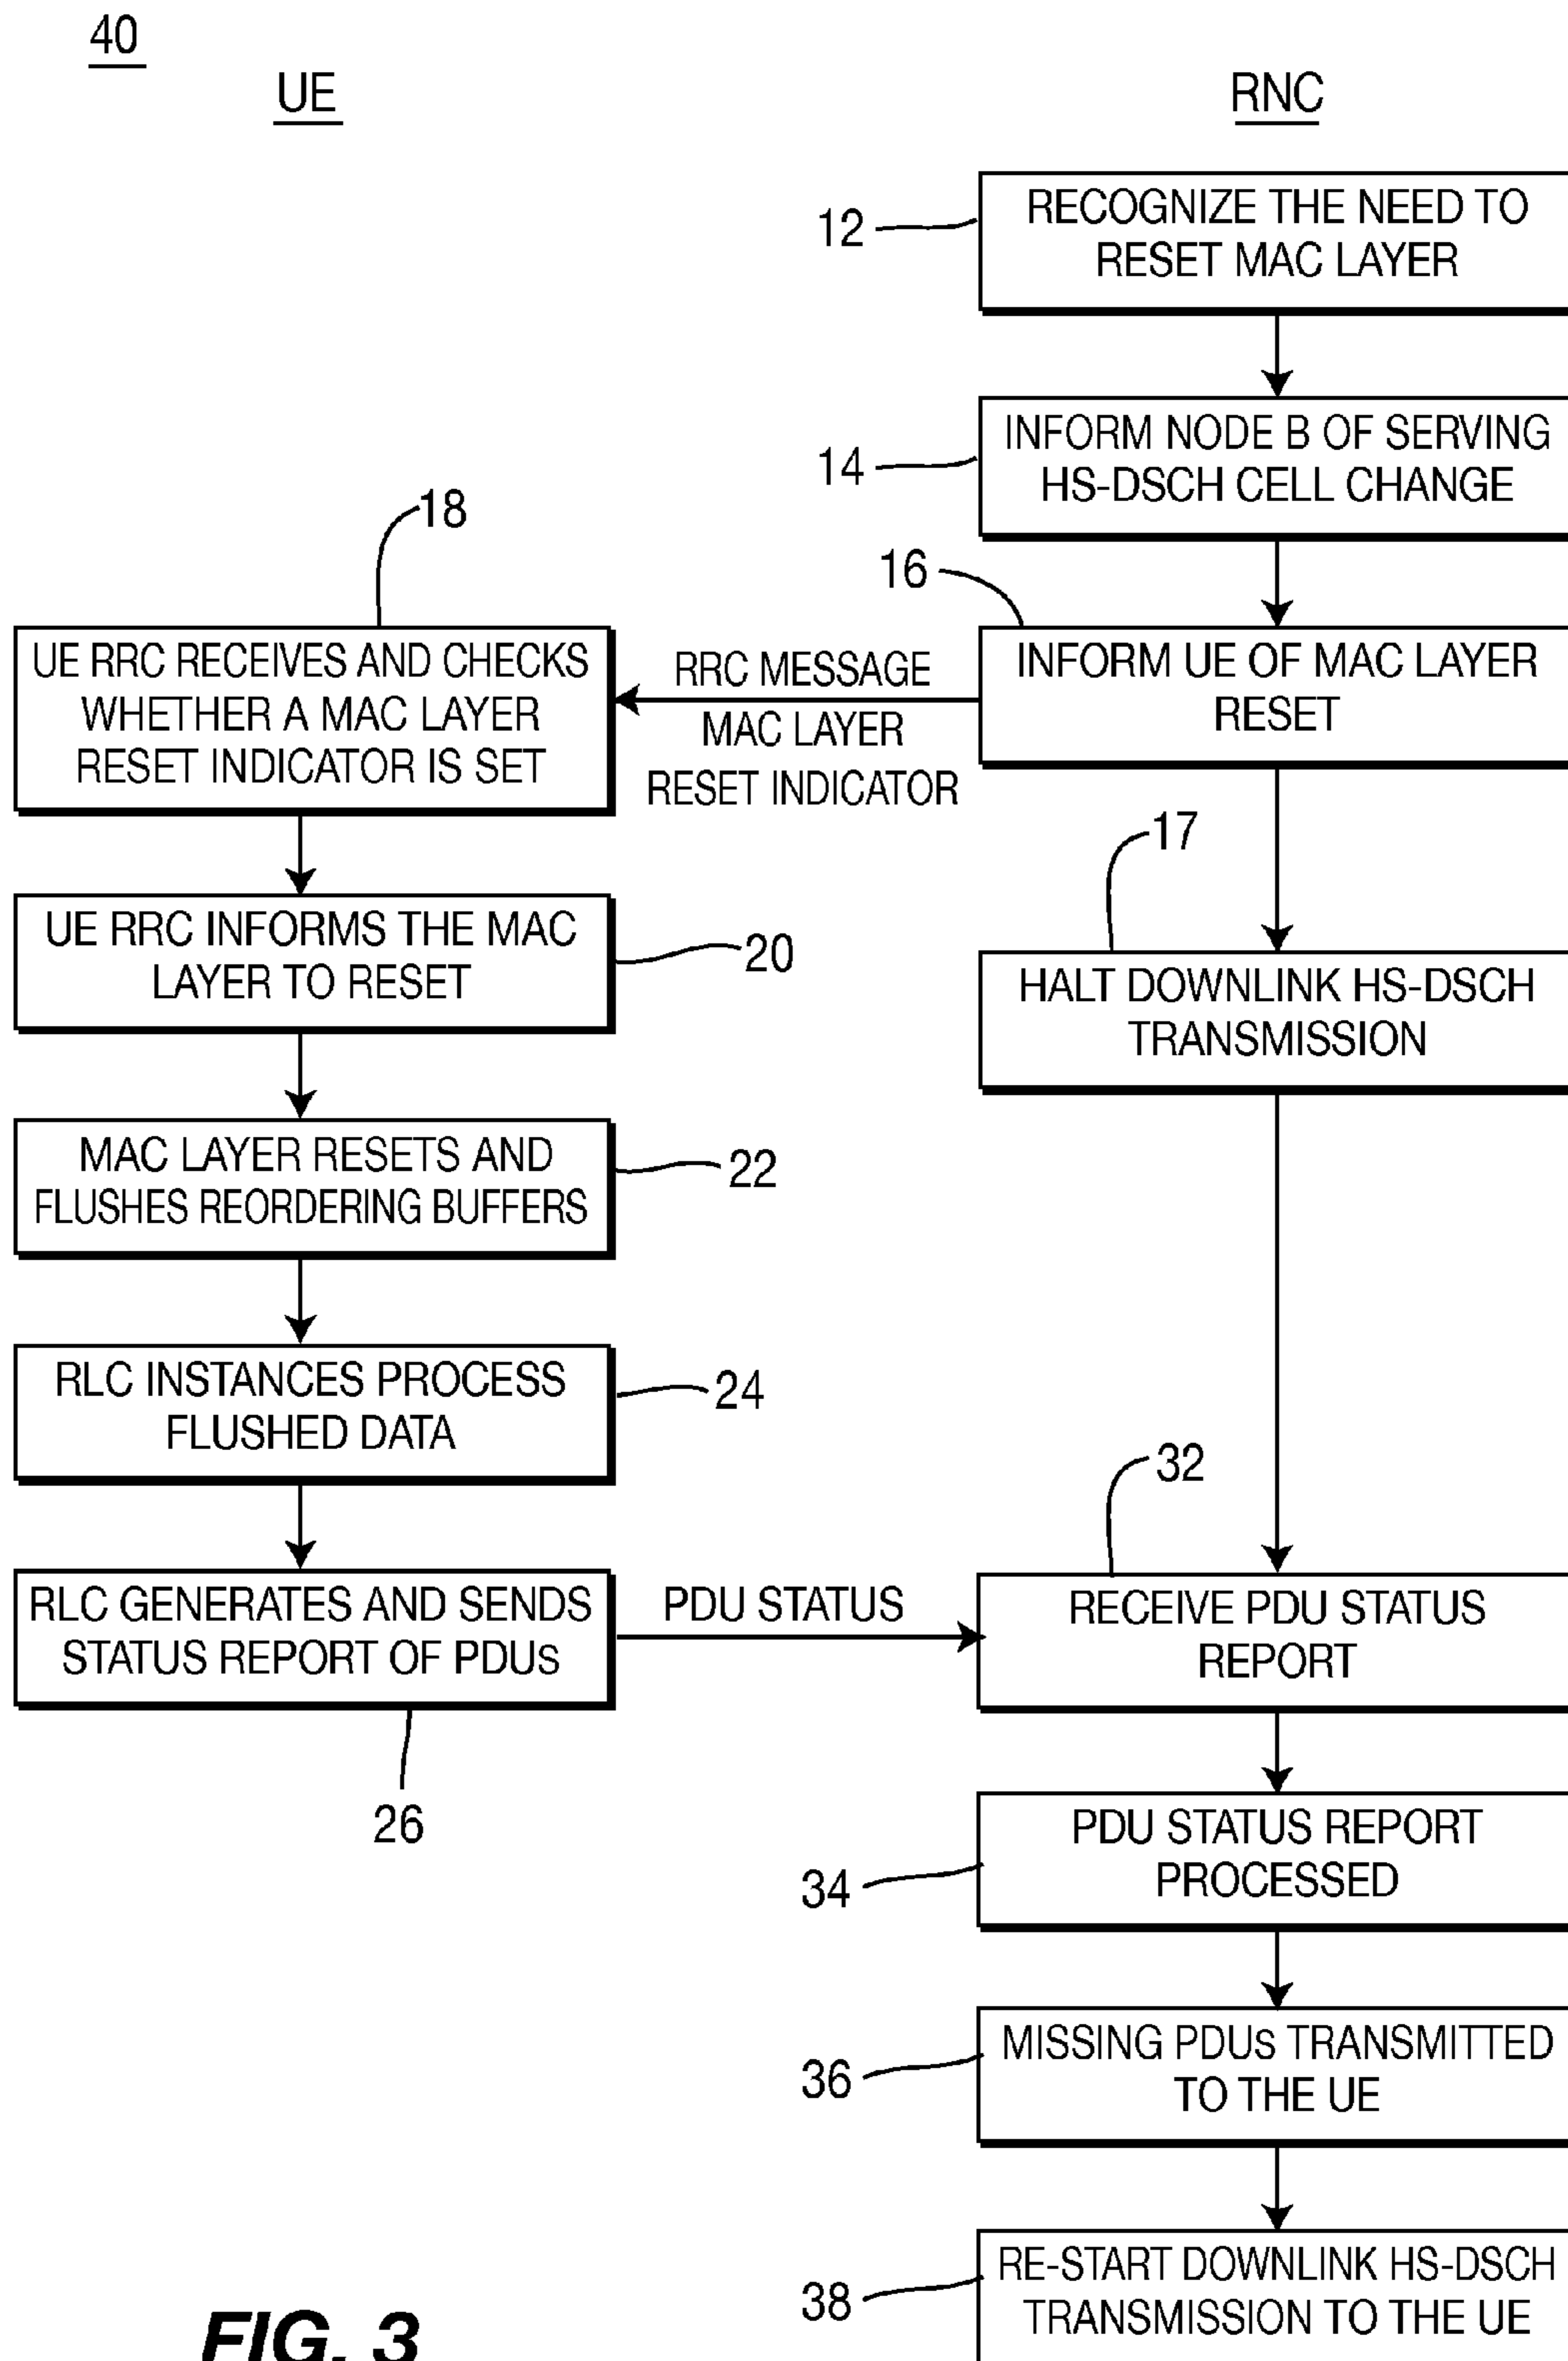 40
UE
RNC
12
RECOGNIZE THE NEED TO
RESET MAC LAYER
14
INFORM NODE B OF SERVING
HS-DSCH CELL CHANGE
18
16
UE RRC RECEIVES AND CHECKS
WHETHER A MAC LAYER
RESET INDICATOR IS SET
RRC MESSAGE
MAC LAYER
RESET INDICATOR
INFORM UE OF MAC LAYER
RESET
17
UE RRC INFORMS THE MAC
LAYER TO RESET
20
HALT DOWNLINK HS-DSCH
TRANSMISSION
MAC LAYER RESETS AND
FLUSHES REORDERING BUFFERS
22
RLC INSTANCES PROCESS
FLUSHED DATA
24
32
RLC GENERATES AND SENDS
STATUS REPORT OF PDUs
PDU STATUS
RECEIVE PDU STATUS
REPORT
26
34
PDU STATUS REPORT
PROCESSED
36
MISSING PDUs TRANSMITTED
TO THE UE
38
RE-START DOWNLINK HS-DSCH
TRANSMISSION TO THE UE
FIG. 3